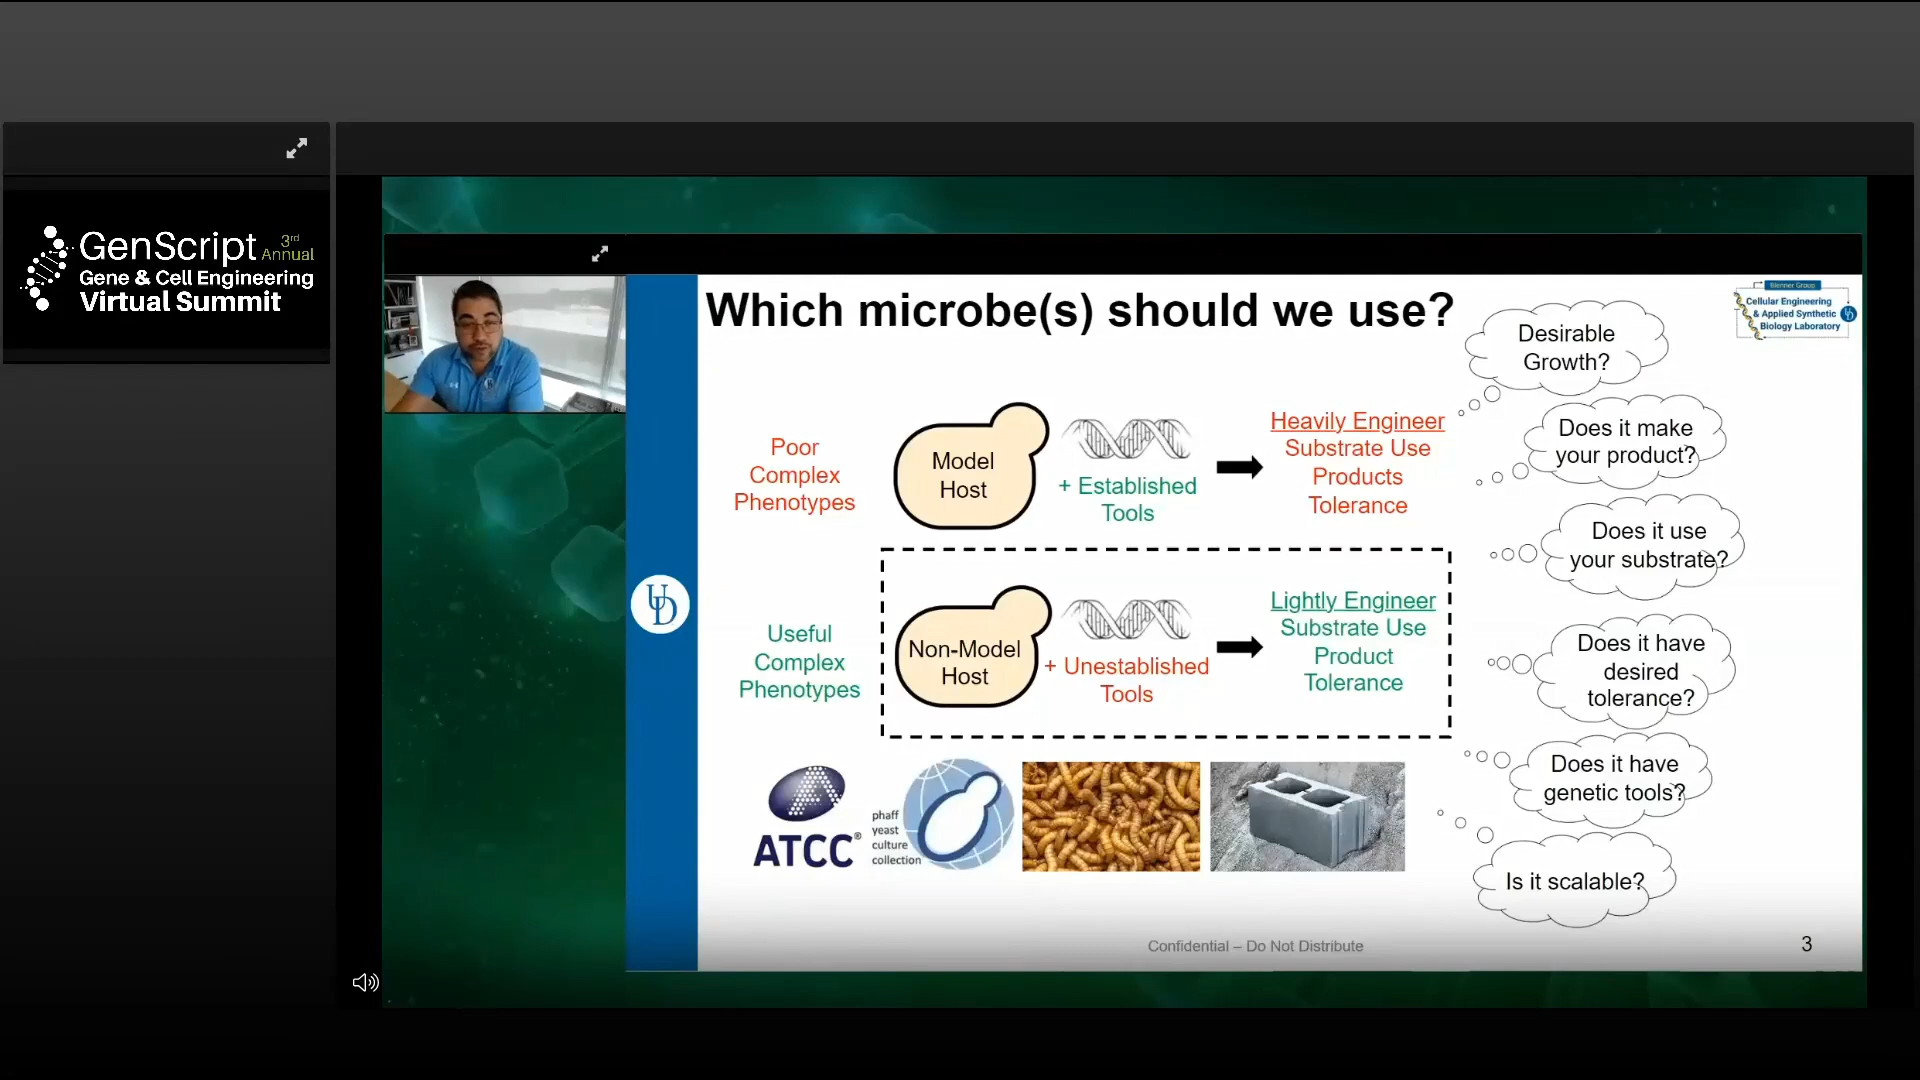 GenScript 3rd Annual
Gene & Cell Engineering
Virtual Summit
Which microbe(s) should we use?
Blenner Group
Cellular Engineering
& Applied Synthetic
Biology Laboratory
UD
Poor
Complex
Phenotypes
Model
Host
+ Established
Tools
Heavily Engineer
Substrate Use
Products
Tolerance
Useful
Complex
Phenotypes
Non-Model
Host
+ Unestablished
Tools
Lightly Engineer
Substrate Use
Product
Tolerance
Desirable
Growth?
Does it make
your product?
Does it use
your substrate?
Does it have
desired
tolerance?
Does it have
genetic tools?
Is it scalable?
UD
ATCC®
phaff
yeast
culture
collection
Confidential – Do Not Distribute
3